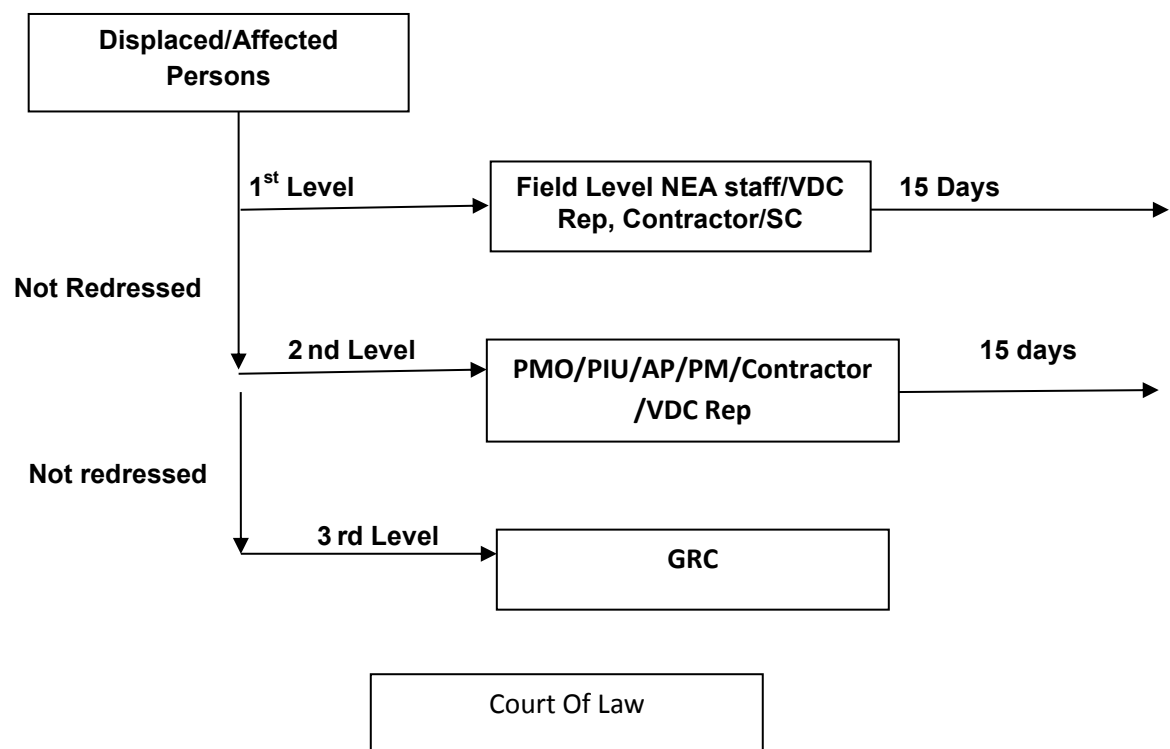 Displaced/Affected
Persons
1st Level
Field Level NEA staff/VDC
Rep, Contractor/SC
15 Days
Not Redressed
2 nd Level
PMO/PIU/AP/PM/Contractor
/VDC Rep
15 days
Not redressed
3 rd Level
GRC
Court Of Law